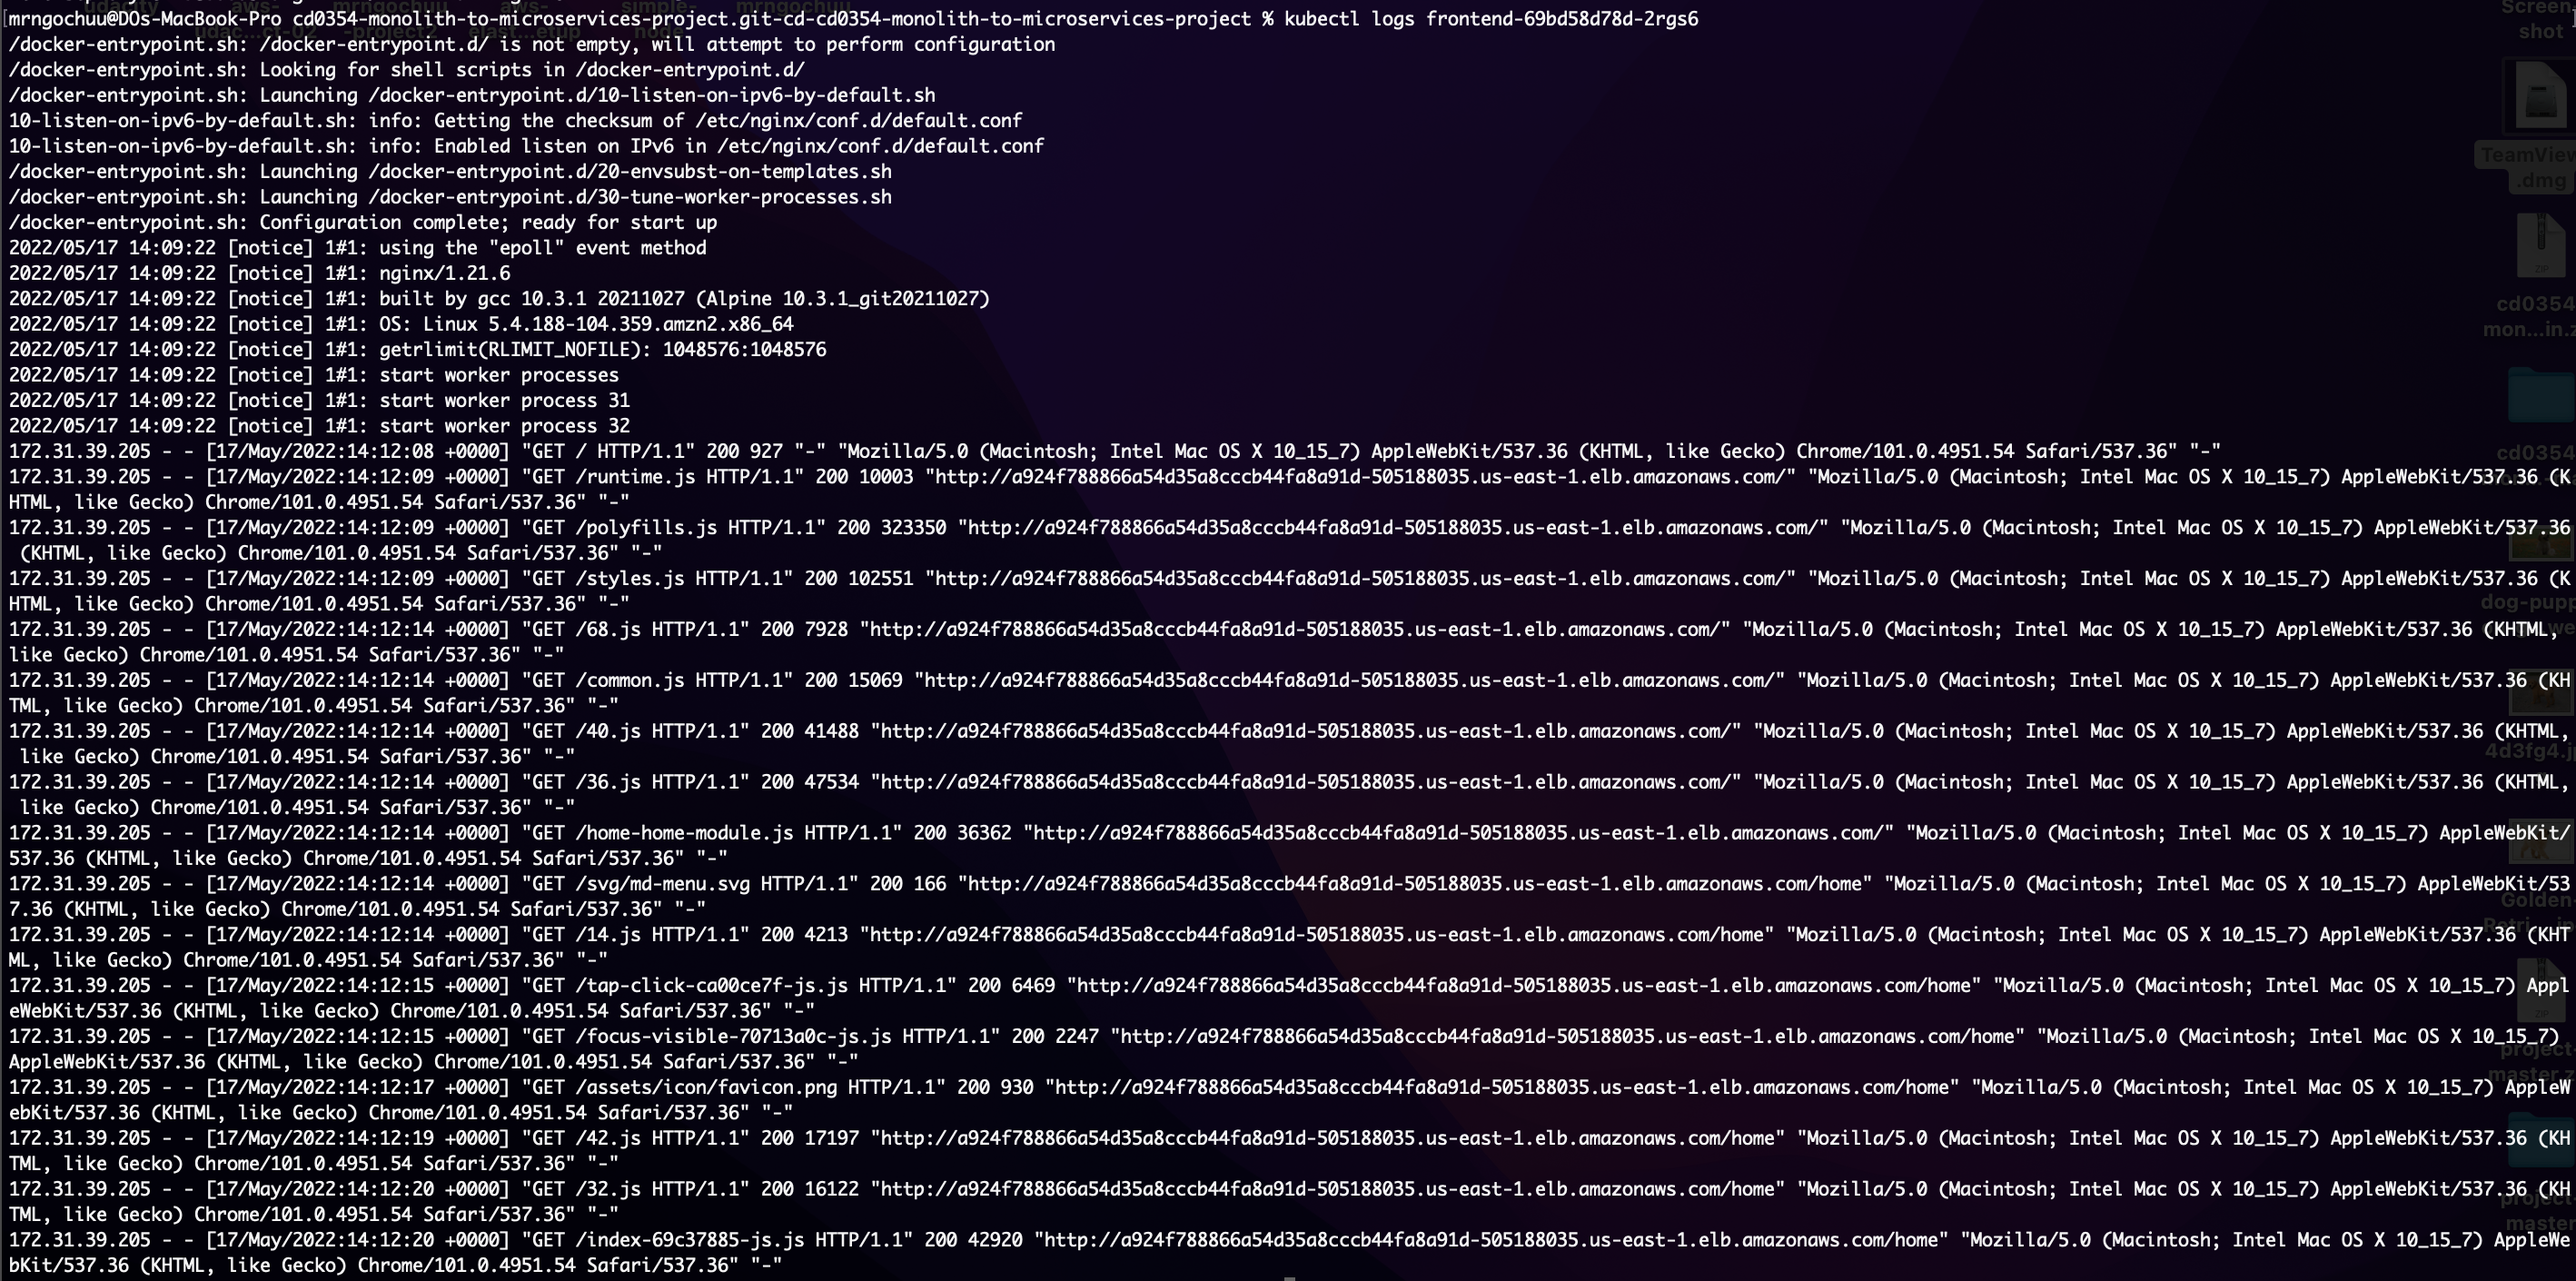 [mrngochuu@DOs-MacBook-Pro cd0354-monolith-to-microservices-project.git-cd-cd0354-monolith-to-microservices-project % kubectl logs frontend-69bd58d78d-2rgs6
/docker-entrypoint.sh: /docker-entrypoint.d/ is not empty, will attempt to perform configuration
/docker-entrypoint.sh: Looking for shell scripts in /docker-entrypoint.d/
/docker-entrypoint.sh: Launching /docker-entrypoint.d/10-listen-on-ipv6-by-default.sh
10-listen-on-ipv6-by-default.sh: info: Getting the checksum of /etc/nginx/conf.d/default.conf
10-listen-on-ipv6-by-default.sh: info: Enabled listen on IPv6 in /etc/nginx/conf.d/default.conf
/docker-entrypoint.sh: Launching /docker-entrypoint.d/20-envsubst-on-templates.sh
/docker-entrypoint.sh: Launching /docker-entrypoint.d/30-tune-worker-processes.sh
/docker-entrypoint.sh: Configuration complete; ready for start up
2022/05/17 14:09:22 [notice] 1#1: using the "epoll" event method
2022/05/17 14:09:22 [notice] 1#1: nginx/1.21.6
2022/05/17 14:09:22 [notice] 1#1: built by gcc 10.3.1 20211027 (Alpine 10.3.1_git20211027)
2022/05/17 14:09:22 [notice] 1#1: OS: Linux 5.4.188-104.359.amzn2.x86_64
2022/05/17 14:09:22 [notice] 1#1: getrlimit(RLIMIT_NOFILE): 1048576:1048576
2022/05/17 14:09:22 [notice] 1#1: start worker processes
2022/05/17 14:09:22 [notice] 1#1: start worker process 31
2022/05/17 14:09:22 [notice] 1#1: start worker process 32
172.31.39.205 - - [17/May/2022:14:12:08 +0000] "GET / HTTP/1.1" 200 927 "-" "Mozilla/5.0 (Macintosh; Intel Mac OS X 10_15_7) AppleWebKit/537.36 (KHTML, like Gecko) Chrome/101.0.4951.54 Safari/537.36" "-"
172.31.39.205 - - [17/May/2022:14:12:09 +0000] "GET /runtime.js HTTP/1.1" 200 10003 "http://a924f788866a54d35a8cccb44fa8a91d-505188035.us-east-1.elb.amazonaws.com/" "Mozilla/5.0 (Macintosh; Intel Mac OS X 10_15_7) AppleWebKit/537.36 (K
HTML, like Gecko) Chrome/101.0.4951.54 Safari/537.36" "-"
172.31.39.205 - - [17/May/2022:14:12:09 +0000] "GET /polyfills.js HTTP/1.1" 200 323350 "http://a924f788866a54d35a8cccb44fa8a91d-505188035.us-east-1.elb.amazonaws.com/" "Mozilla/5.0 (Macintosh; Intel Mac OS X 10_15_7) AppleWebKit/537.36
 (KHTML, like Gecko) Chrome/101.0.4951.54 Safari/537.36" "-"
172.31.39.205 - - [17/May/2022:14:12:09 +0000] "GET /styles.js HTTP/1.1" 200 102551 "http://a924f788866a54d35a8cccb44fa8a91d-505188035.us-east-1.elb.amazonaws.com/" "Mozilla/5.0 (Macintosh; Intel Mac OS X 10_15_7) AppleWebKit/537.36 (K
HTML, like Gecko) Chrome/101.0.4951.54 Safari/537.36" "-"
172.31.39.205 - - [17/May/2022:14:12:14 +0000] "GET /68.js HTTP/1.1" 200 7928 "http://a924f788866a54d35a8cccb44fa8a91d-505188035.us-east-1.elb.amazonaws.com/" "Mozilla/5.0 (Macintosh; Intel Mac OS X 10_15_7) AppleWebKit/537.36 (KHTML,
like Gecko) Chrome/101.0.4951.54 Safari/537.36" "-"
172.31.39.205 - - [17/May/2022:14:12:14 +0000] "GET /common.js HTTP/1.1" 200 15069 "http://a924f788866a54d35a8cccb44fa8a91d-505188035.us-east-1.elb.amazonaws.com/" "Mozilla/5.0 (Macintosh; Intel Mac OS X 10_15_7) AppleWebKit/537.36 (KH
TML, like Gecko) Chrome/101.0.4951.54 Safari/537.36" "-"
172.31.39.205 - - [17/May/2022:14:12:14 +0000] "GET /40.js HTTP/1.1" 200 41488 "http://a924f788866a54d35a8cccb44fa8a91d-505188035.us-east-1.elb.amazonaws.com/" "Mozilla/5.0 (Macintosh; Intel Mac OS X 10_15_7) AppleWebKit/537.36 (KHTML,
 like Gecko) Chrome/101.0.4951.54 Safari/537.36" "-"
172.31.39.205 - - [17/May/2022:14:12:14 +0000] "GET /36.js HTTP/1.1" 200 47534 "http://a924f788866a54d35a8cccb44fa8a91d-505188035.us-east-1.elb.amazonaws.com/" "Mozilla/5.0 (Macintosh; Intel Mac OS X 10_15_7) AppleWebKit/537.36 (KHTML,
 like Gecko) Chrome/101.0.4951.54 Safari/537.36" "-"
172.31.39.205 - - [17/May/2022:14:12:14 +0000] "GET /home-home-module.js HTTP/1.1" 200 36362 "http://a924f788866a54d35a8cccb44fa8a91d-505188035.us-east-1.elb.amazonaws.com/" "Mozilla/5.0 (Macintosh; Intel Mac OS X 10_15_7) AppleWebKit/
537.36 (KHTML, like Gecko) Chrome/101.0.4951.54 Safari/537.36" "-"
172.31.39.205 - - [17/May/2022:14:12:14 +0000] "GET /svg/md-menu.svg HTTP/1.1" 200 166 "http://a924f788866a54d35a8cccb44fa8a91d-505188035.us-east-1.elb.amazonaws.com/home" "Mozilla/5.0 (Macintosh; Intel Mac OS X 10_15_7) AppleWebKit/53
7.36 (KHTML, like Gecko) Chrome/101.0.4951.54 Safari/537.36" "-"
172.31.39.205 - - [17/May/2022:14:12:14 +0000] "GET /14.js HTTP/1.1" 200 4213 "http://a924f788866a54d35a8cccb44fa8a91d-505188035.us-east-1.elb.amazonaws.com/home" "Mozilla/5.0 (Macintosh; Intel Mac OS X 10_15_7) AppleWebKit/537.36 (KHT
ML, like Gecko) Chrome/101.0.4951.54 Safari/537.36" "-"
172.31.39.205 - - [17/May/2022:14:12:15 +0000] "GET /tap-click-ca00ce7f-js.js HTTP/1.1" 200 6469 "http://a924f788866a54d35a8cccb44fa8a91d-505188035.us-east-1.elb.amazonaws.com/home" "Mozilla/5.0 (Macintosh; Intel Mac OS X 10_15_7) Appl
eWebKit/537.36 (KHTML, like Gecko) Chrome/101.0.4951.54 Safari/537.36" "-"
172.31.39.205 - - [17/May/2022:14:12:15 +0000] "GET /focus-visible-70713a0c-js.js HTTP/1.1" 200 2247 "http://a924f788866a54d35a8cccb44fa8a91d-505188035.us-east-1.elb.amazonaws.com/home" "Mozilla/5.0 (Macintosh; Intel Mac OS X 10_15_7)
AppleWebKit/537.36 (KHTML, like Gecko) Chrome/101.0.4951.54 Safari/537.36" "-"
172.31.39.205 - - [17/May/2022:14:12:17 +0000] "GET /assets/icon/favicon.png HTTP/1.1" 200 930 "http://a924f788866a54d35a8cccb44fa8a91d-505188035.us-east-1.elb.amazonaws.com/home" "Mozilla/5.0 (Macintosh; Intel Mac OS X 10_15_7) AppleW
ebKit/537.36 (KHTML, like Gecko) Chrome/101.0.4951.54 Safari/537.36" "-"
172.31.39.205 - - [17/May/2022:14:12:19 +0000] "GET /42.js HTTP/1.1" 200 17197 "http://a924f788866a54d35a8cccb44fa8a91d-505188035.us-east-1.elb.amazonaws.com/home" "Mozilla/5.0 (Macintosh; Intel Mac OS X 10_15_7) AppleWebKit/537.36 (KH
TML, like Gecko) Chrome/101.0.4951.54 Safari/537.36" "-"
172.31.39.205 - - [17/May/2022:14:12:20 +0000] "GET /32.js HTTP/1.1" 200 16122 "http://a924f788866a54d35a8cccb44fa8a91d-505188035.us-east-1.elb.amazonaws.com/home" "Mozilla/5.0 (Macintosh; Intel Mac OS X 10_15_7) AppleWebKit/537.36 (KH
TML, like Gecko) Chrome/101.0.4951.54 Safari/537.36" "-"
172.31.39.205 - - [17/May/2022:14:12:20 +0000] "GET /index-69c37885-js.js HTTP/1.1" 200 42920 "http://a924f788866a54d35a8cccb44fa8a91d-505188035.us-east-1.elb.amazonaws.com/home" "Mozilla/5.0 (Macintosh; Intel Mac OS X 10_15_7) AppleWe
bKit/537.36 (KHTML, like Gecko) Chrome/101.0.4951.54 Safari/537.36" "-"
Screen
shot
TeamView
.dmg
cd0354
mon...in.z
cd0354
dog-pupp
4d3fg4.j
Golden-
project-
master.z
project
master